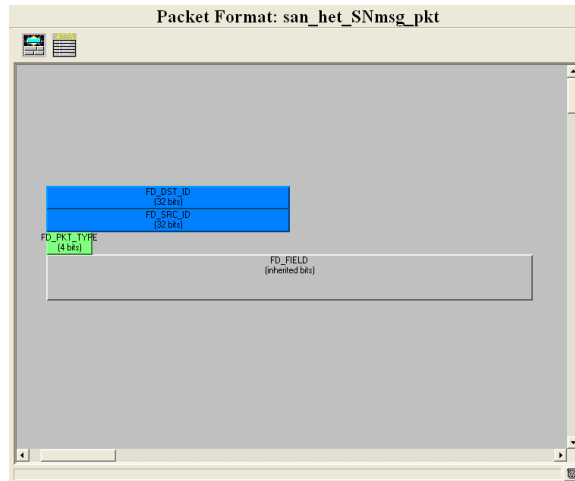 Packet Format: san_het_SNmsg_pkt
FD_DST_ID
(32 bits)
FD_SRC_ID
(32 bits)
FD_PKT_TYPE
(4 bits)
FD_FIELD
(inherited bits)